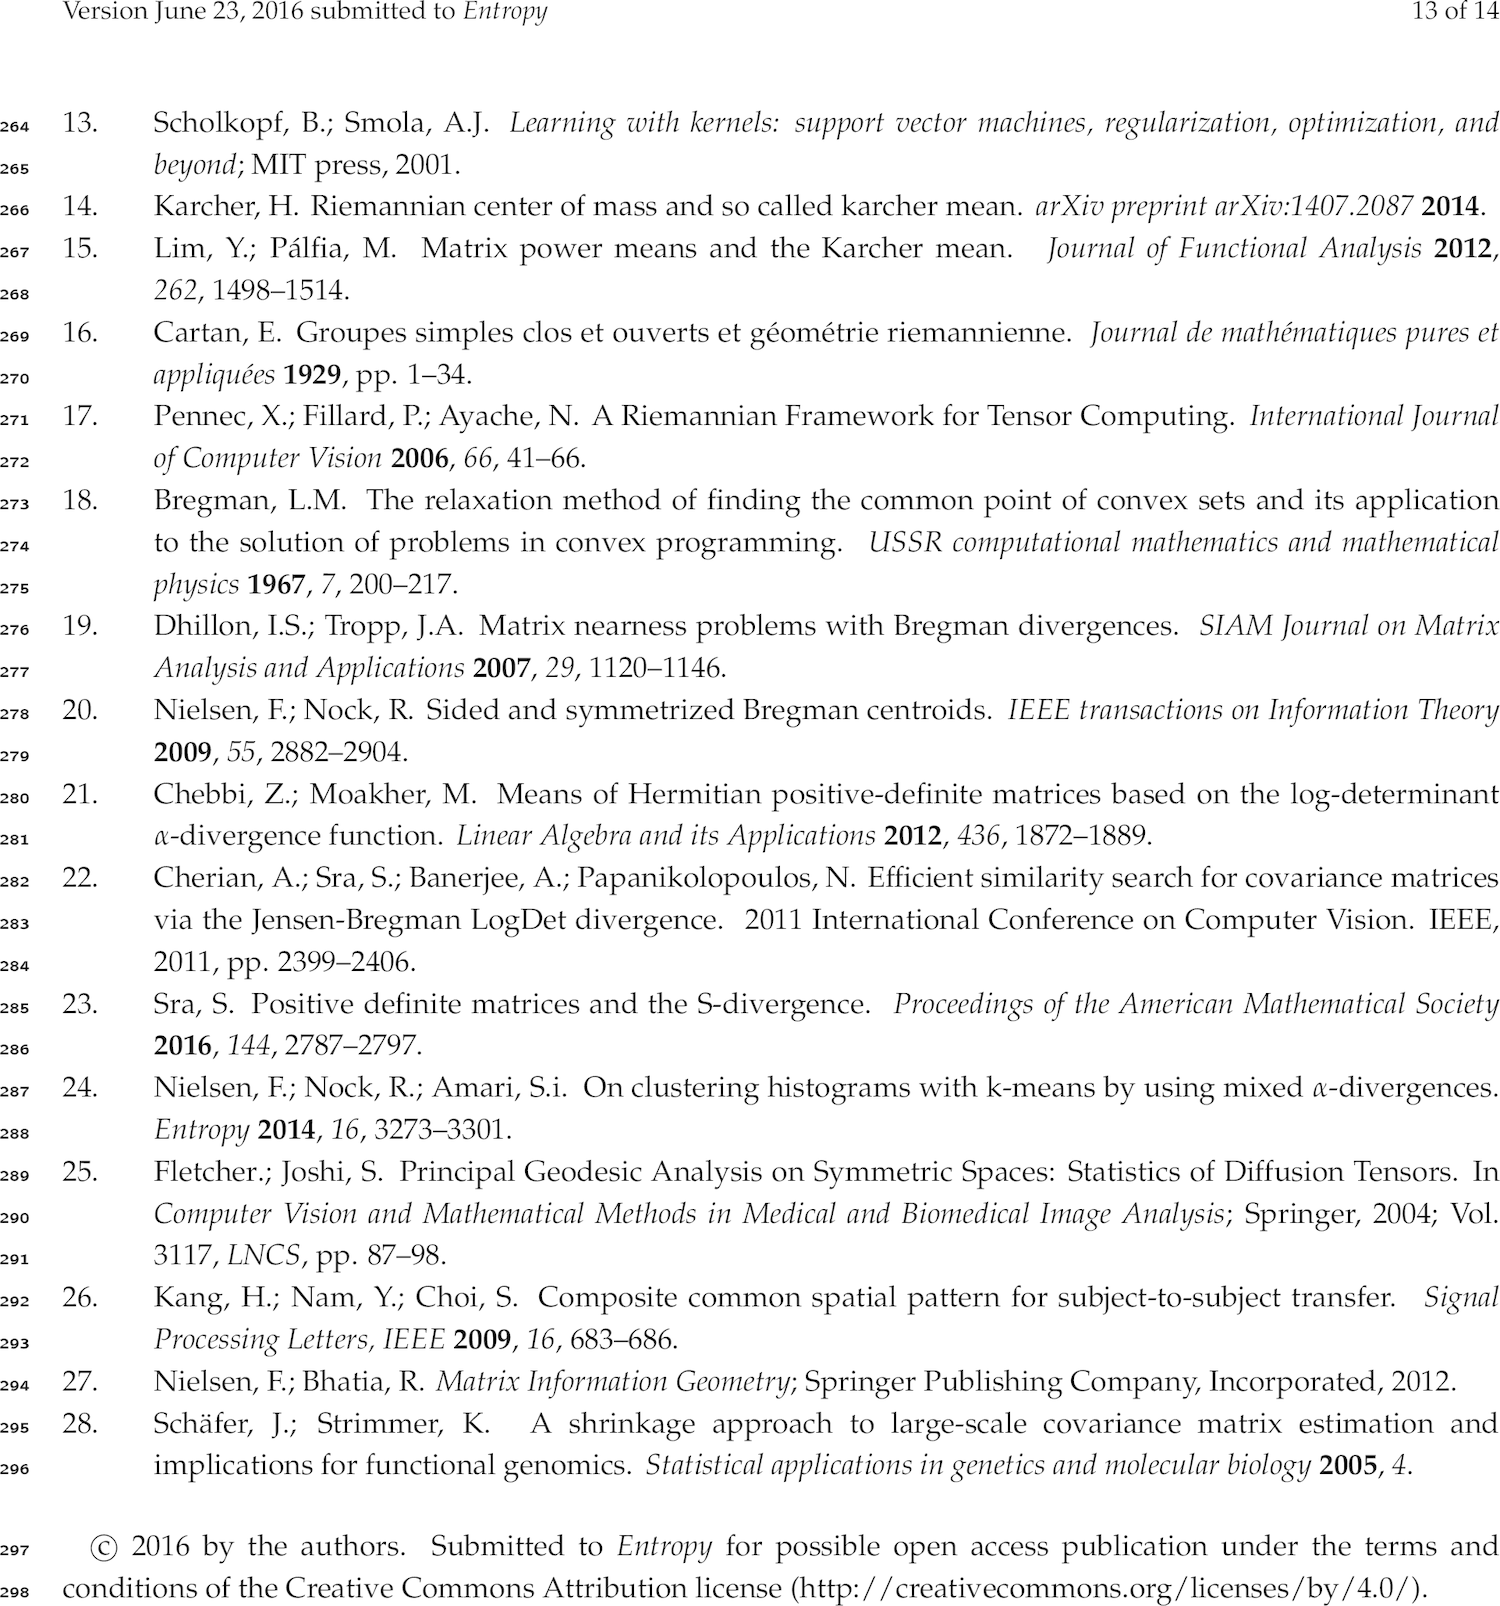 Version June 23, 2016 submitted to Entropy 13 of 14
264 13. Scholkopf, B.; Smola, A.J. Learning with kernels: support vector machines, regularization, optimization, and
265 beyond; MIT press, 2001.
266 14. Karcher, H. Riemannian center of mass and so called karcher mean. arXiv preprint arXiv:1407.2087 2014.
267 15. Lim, Y.; Pálfia, M. Matrix power means and the Karcher mean. Journal of Functional Analysis 2012,
268 262, 1498–1514.
269 16. Cartan, E. Groupes simples clos et ouverts et géométrie riemannienne. Journal de mathématiques pures et
270 appliquées 1929, pp. 1–34.
271 17. Pennec, X.; Fillard, P.; Ayache, N. A Riemannian Framework for Tensor Computing. International Journal
272 of Computer Vision 2006, 66, 41–66.
273 18. Bregman, L.M. The relaxation method of finding the common point of convex sets and its application
274 to the solution of problems in convex programming. USSR computational mathematics and mathematical
275 physics 1967, 7, 200–217.
276 19. Dhillon, I.S.; Tropp, J.A. Matrix nearness problems with Bregman divergences. SIAM Journal on Matrix
277 Analysis and Applications 2007, 29, 1120–1146.
278 20. Nielsen, F.; Nock, R. Sided and symmetrized Bregman centroids. IEEE transactions on Information Theory
279 2009, 55, 2882–2904.
280 21. Chebbi, Z.; Moakher, M. Means of Hermitian positive-definite matrices based on the log-determinant
281 α-divergence function. Linear Algebra and its Applications 2012, 436, 1872–1889.
282 22. Cherian, A.; Sra, S.; Banerjee, A.; Papanikolopoulos, N. Efficient similarity search for covariance matrices
283 via the Jensen-Bregman LogDet divergence. 2011 International Conference on Computer Vision. IEEE,
284 2011, pp. 2399–2406.
285 23. Sra, S. Positive definite matrices and the S-divergence. Proceedings of the American Mathematical Society
286 2016, 144, 2787–2797.
287 24. Nielsen, F.; Nock, R.; Amari, S.i. On clustering histograms with k-means by using mixed α-divergences.
288 Entropy 2014, 16, 3273–3301.
289 25. Fletcher.; Joshi, S. Principal Geodesic Analysis on Symmetric Spaces: Statistics of Diffusion Tensors. In
290 Computer Vision and Mathematical Methods in Medical and Biomedical Image Analysis; Springer, 2004; Vol.
291 3117, LNCS, pp. 87–98.
292 26. Kang, H.; Nam, Y.; Choi, S. Composite common spatial pattern for subject-to-subject transfer. Signal
293 Processing Letters, IEEE 2009, 16, 683–686.
294 27. Nielsen, F.; Bhatia, R. Matrix Information Geometry; Springer Publishing Company, Incorporated, 2012.
295 28. Schäfer, J.; Strimmer, K. A shrinkage approach to large-scale covariance matrix estimation and
296 implications for functional genomics. Statistical applications in genetics and molecular biology 2005, 4.
297 © 2016 by the authors. Submitted to Entropy for possible open access publication under the terms and
298 conditions of the Creative Commons Attribution license (http://creativecommons.org/licenses/by/4.0/).